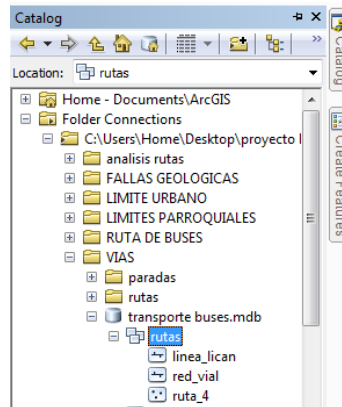 Catalog
Location: rutas
Home - Documents\ArcGIS
Folder Connections
C:\Users\Home\Desktop\proyecto
analisis rutas
FALLAS GEOLOGICAS
LIMITE URBANO
LIMITES PARROQUIALES
RUTA DE BUSES
VIAS
paradas
rutas
transporte buses.mdb
rutas
linea_lican
red_vial
ruta_4
Catalog
Create Features